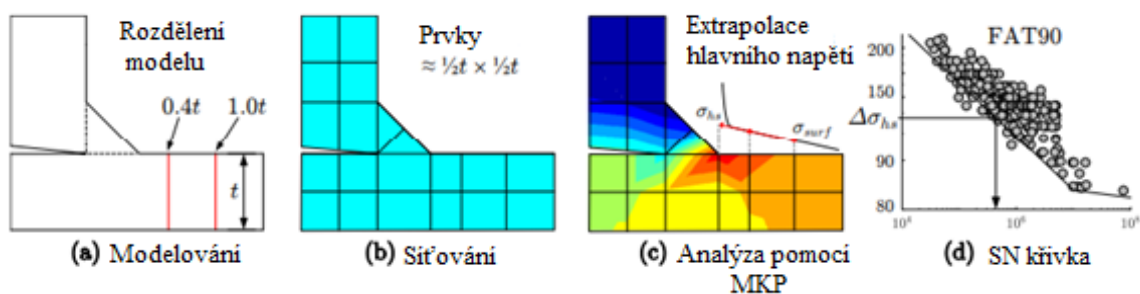 Rozdělení
modelu
0.4t
1.0t
t
(a) Modelování
Prvky
≈ ½t × ½t
(b) Síťování
Extrapolace
hlavního napětí
σhs
σsurf
(c) Analýza pomocí
MKP
FAT90
200
150
Δσhs
90
80
(d) SN křivka